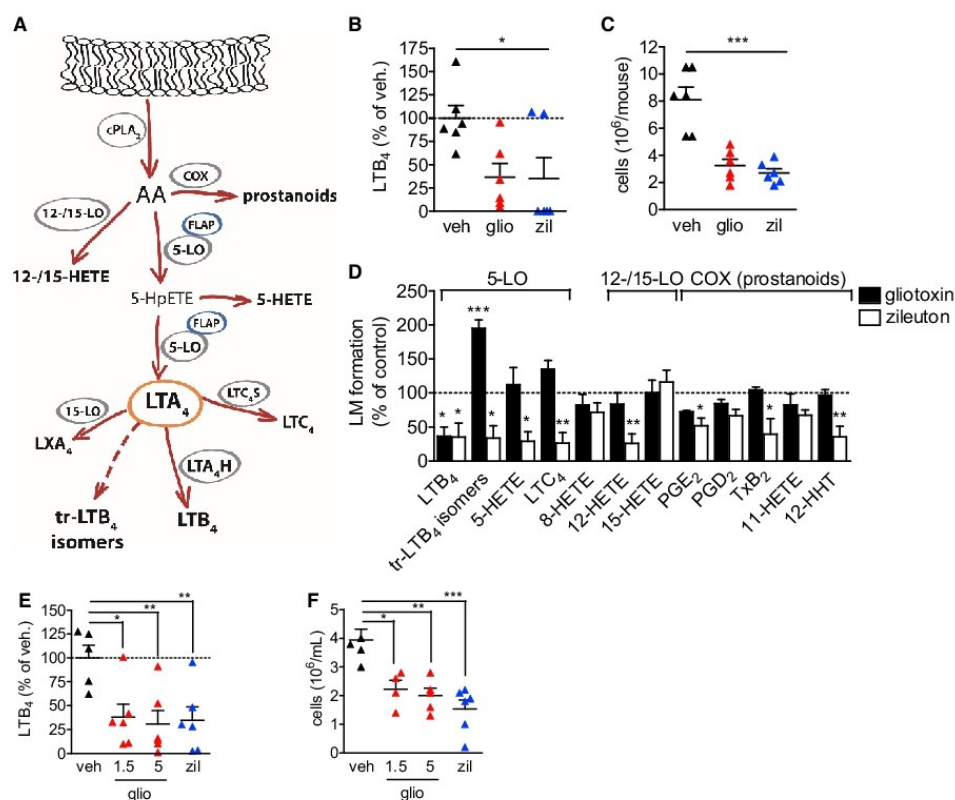 A
cPLA₂
AA
COX
prostanoids
12-/15-LO
FLAP
5-LO
12-/15-HETE
5-HpETE
5-HETE
FLAP
5-LO
LTA₄
LTC₄S
15-LO
LTC₄
LXA₄
LTA₄H
tr-LTB₄
isomers
LTB₄
B
LTB₄ (% of veh.)
175
150
125
100
75
50
25
0
*
veh glio zil
C
cells (10⁶/mouse)
12
10
8
6
4
2
0
***
veh glio zil
D
5-LO
12-/15-LO COX (prostanoids)
gliotoxin
zileuton
LM formation
(% of control)
250
200
150
100
50
0
* * *** * * ** ** * * **
LTB₄
tr-LTB₄ isomers
5-HETE
LTC₄
8-HETE
12-HETE
15-HETE
PGE₂
PGD₂
TxB₂
11-HETE
12-HHT
E
LTB₄ (% of veh.)
150
125
100
75
50
25
0
**
**
*
veh 1.5 5 zil
glio
F
cells (10⁶/mL)
5
4
3
2
1
0
***
**
*
veh 1.5 5 zil
glio